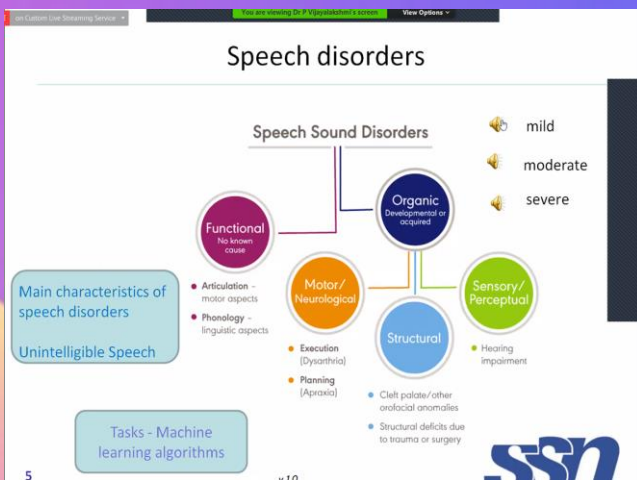 on Custom Live Streaming Service
You are viewing Dr P Vijayalakshmi's screen
View Options
Speech disorders
Speech Sound Disorders
mild
moderate
severe
Functional
No known
cause
Organic
Developmental or
acquired
Articulation -
motor aspects
Phonology -
linguistic aspects
Motor/
Neurological
Execution
(Dysarthria)
Planning
(Apraxia)
Structural
Cleft palate/other
orofacial anomalies
Structural deficits due
to trauma or surgery
Sensory/
Perceptual
Hearing
impairment
Main characteristics of
speech disorders
Unintelligible Speech
Tasks - Machine
learning algorithms
5
v1.0
ssn